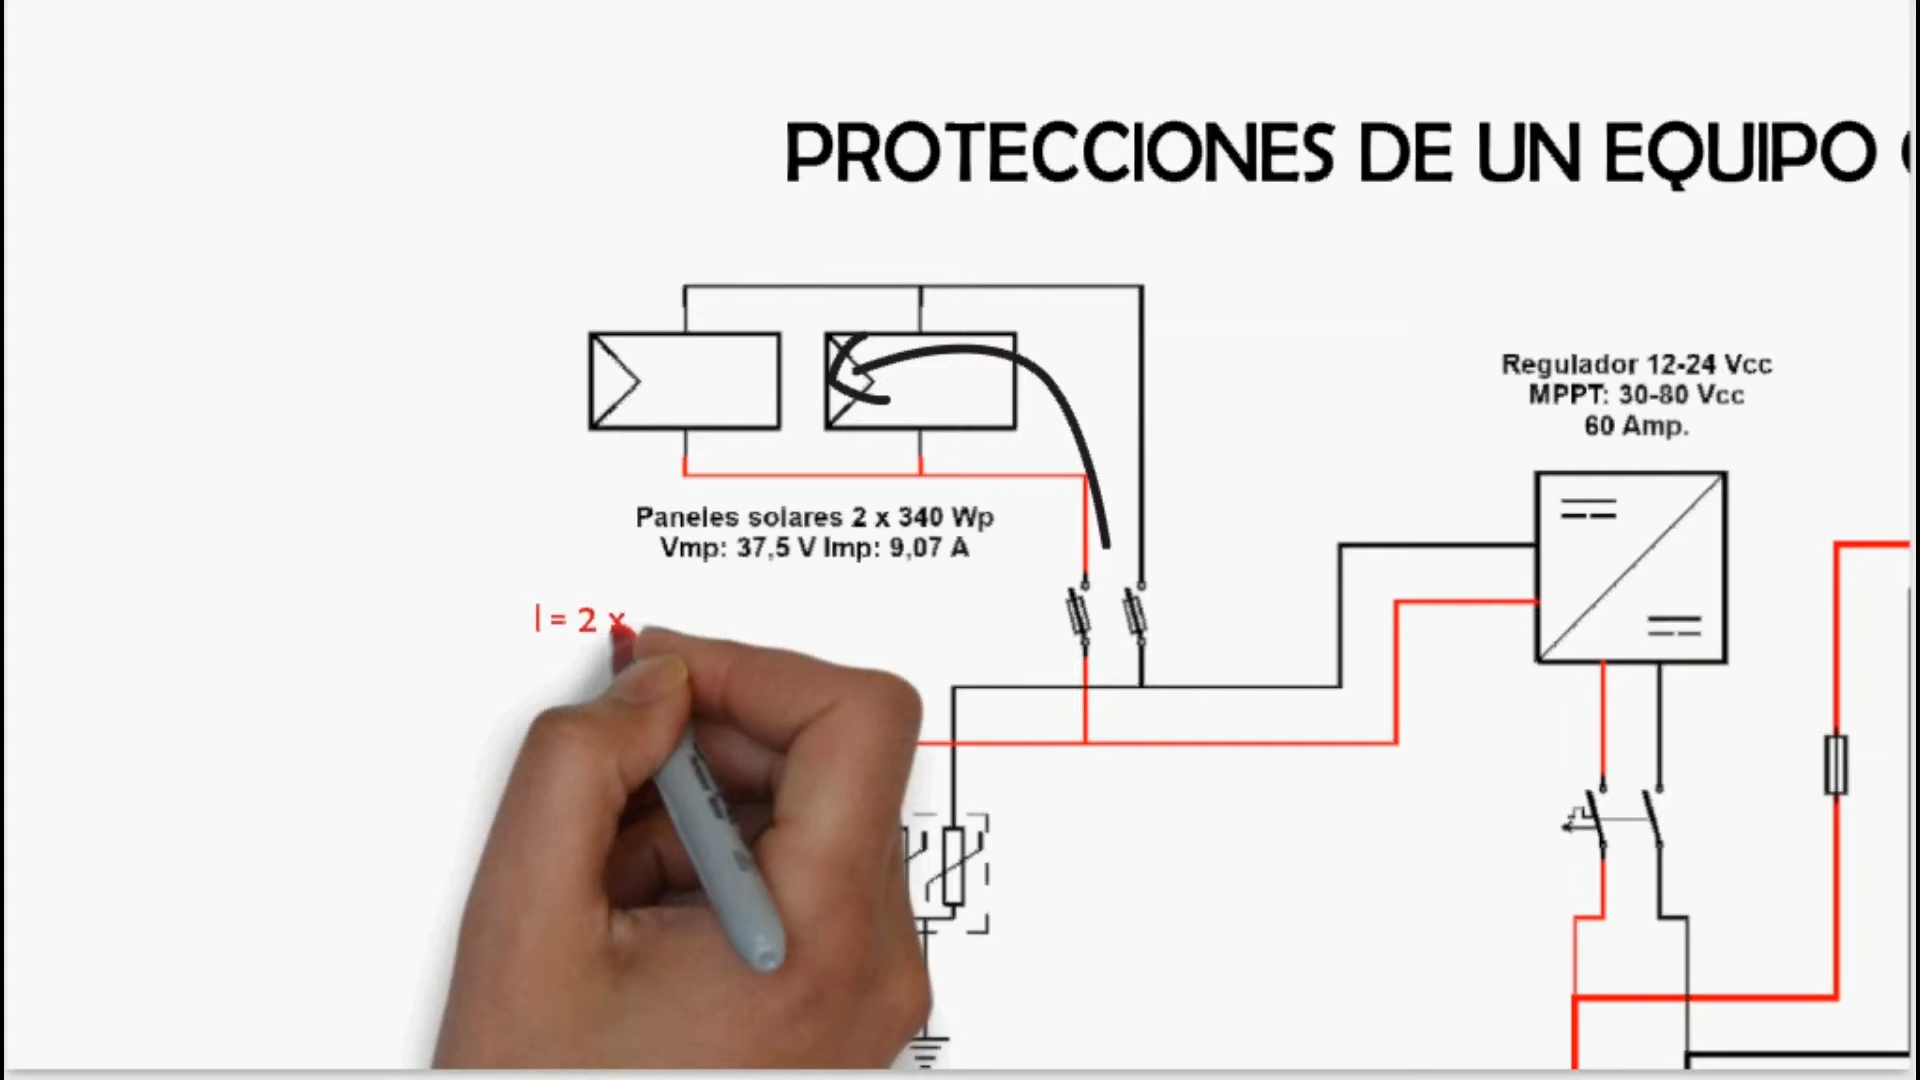 PROTECCIONES DE UN EQUIPO
Regulador 12-24 Vcc
MPPT: 30-80 Vcc
60 Amp.
Paneles solares 2 x 340 Wp
Vmp: 37,5 V Imp: 9,07 A
I = 2 x